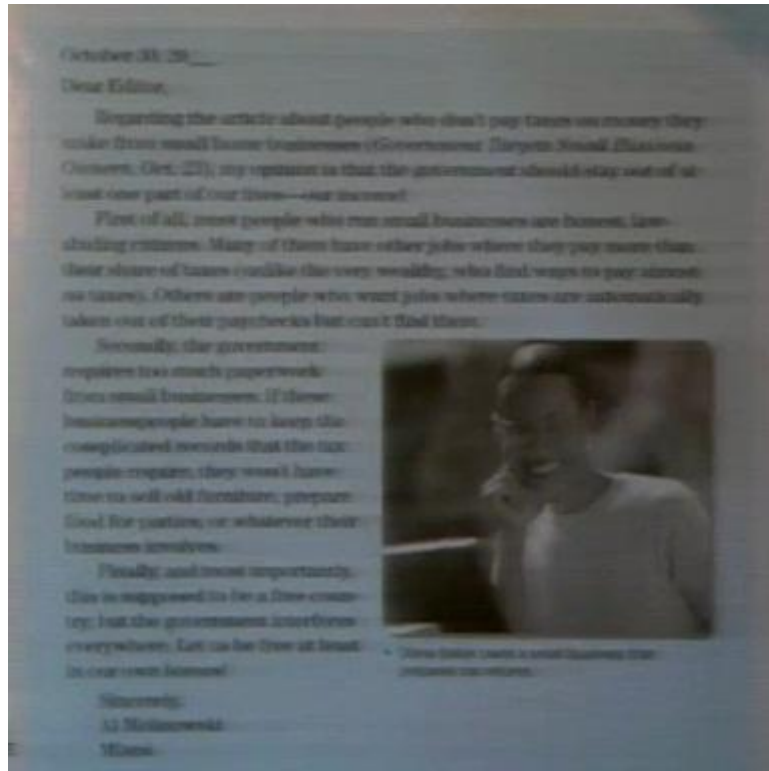 October 30, 20__
Dear Editor,
Regarding the article about people who don't pay taxes on money they
make from small home businesses (Government Targets Small Business
Owners, Oct. 22), my opinion is that the government should stay out of at
least one part of our lives—our income!
First of all, most people who run small businesses are honest, law-
abiding citizens. Many of them have other jobs where they pay more than
their share of taxes (unlike the very wealthy, who find ways to pay almost
no taxes). Others are people who want jobs where taxes are automatically
taken out of their paychecks but can't find them.
Secondly, the government
requires too much paperwork
from small businesses. If these
businesspeople have to keep the
complicated records that the tax
people require, they won't have
time to sell old furniture, prepare
food for parties, or whatever their
business involves.
Finally, and most importantly,
this is supposed to be a free coun-
try, but the government interferes
everywhere. Let us be free at least
in our own homes!
Sincerely,
Al
Miami
owns a small business that